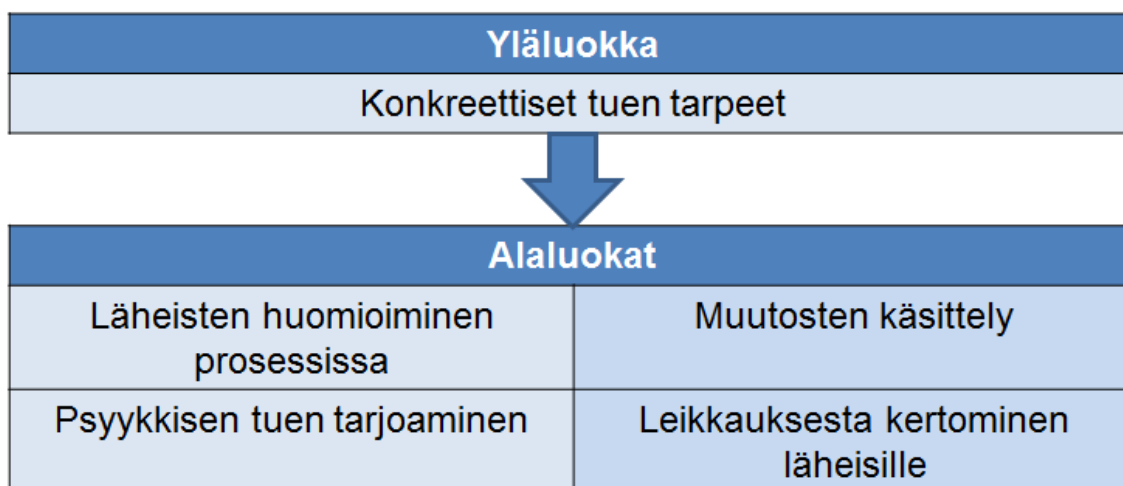 Yläluokka
Konkreettiset tuen tarpeet
Alaluokat
Läheisten huomioiminen
prosessissa
Muutosten käsittely
Psyykkisen tuen tarjoaminen
Leikkauksesta kertominen
läheisille